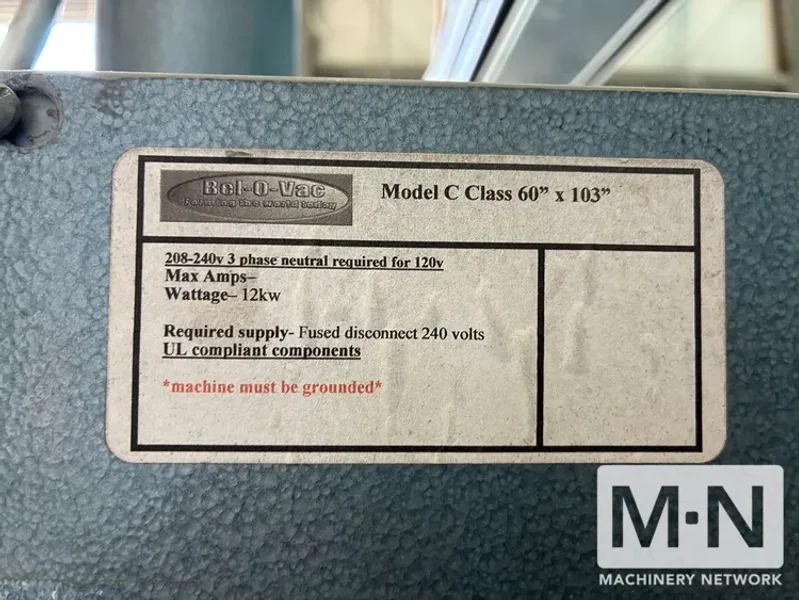 Bel-O-Vac
Forming the world today
Model C Class 60” x 103”
208-240v 3 phase neutral required for 120v
Max Amps–
Wattage– 12kw
Required supply- Fused disconnect 240 volts
UL compliant components
*machine must be grounded*
M·N
MACHINERY NETWORK